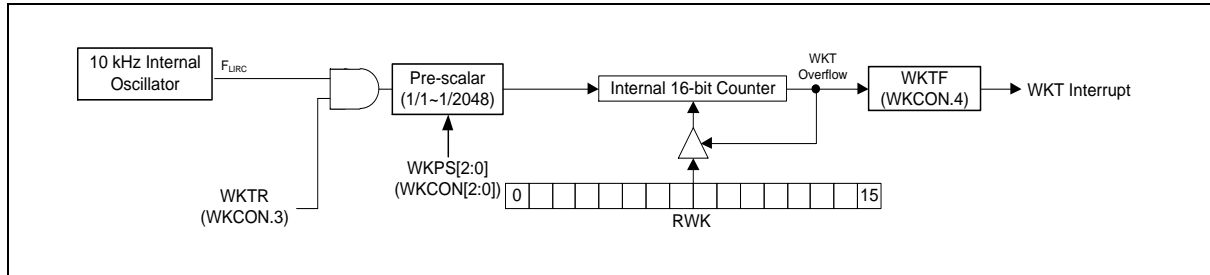 10 kHz Internal
Oscillator
FLIRC
Pre-scalar
(1/1~1/2048)
Internal 16-bit Counter
WKT
Overflow
WKTF
(WKCON.4)
WKT Interrupt
WKTR
(WKCON.3)
WKPS[2:0]
(WKCON[2:0])
0
15
RWK